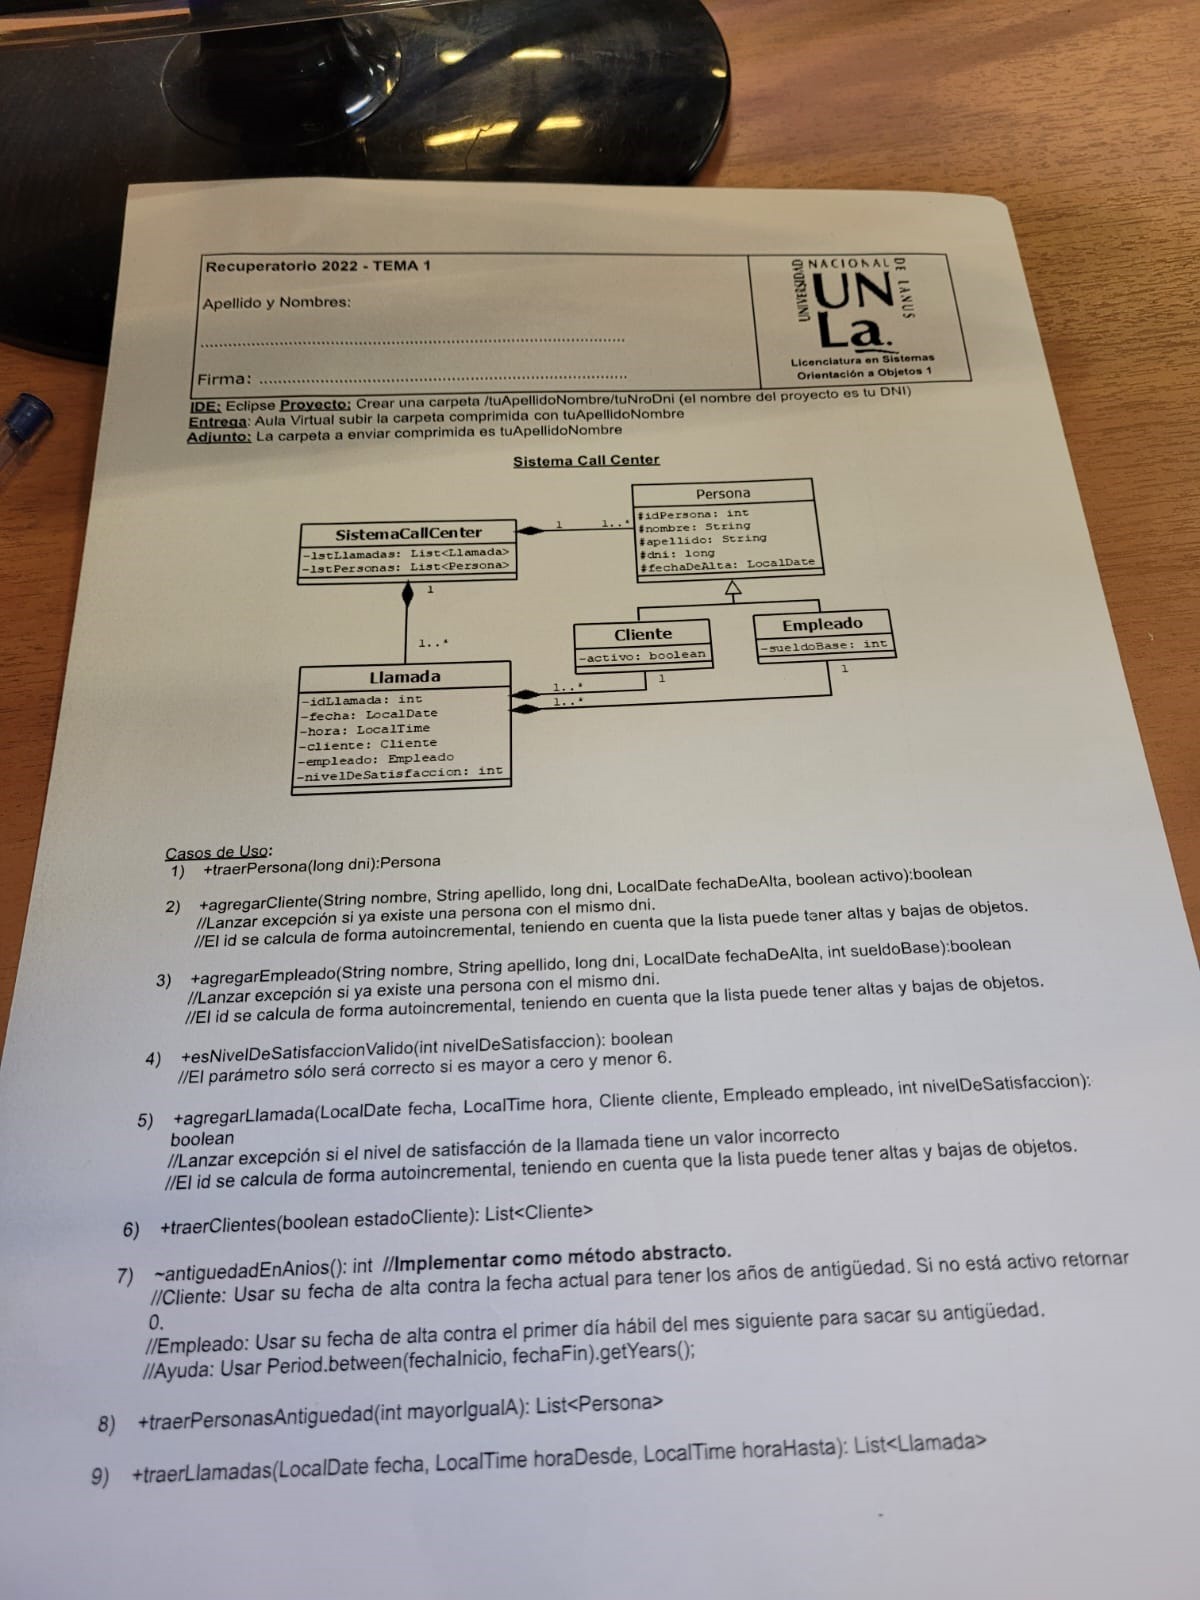 Recuperatorio 2022 - TEMA 1
Apellido y Nombres:
Firma:
UNIVERSIDAD NACIONAL DE LANUS
UN
La.
Licenciatura en Sistemas
Orientación a Objetos 1
IDE: Eclipse Proyecto: Crear una carpeta /tuApellidoNombre/tuNroDni (el nombre del proyecto es tu DNI)
Entrega: Aula Virtual subir la carpeta comprimida con tuApellidoNombre
Adjunto: La carpeta a enviar comprimida es tuApellidoNombre
Sistema Call Center
Persona
#idPersona: int
#nombre: String
#apellido: String
#dni: long
#fechaDeAlta: LocalDate
SistemaCallCenter
-lstLlamadas: List<Llamada>
-lstPersonas: List<Persona>
1
1..*
1
1..*
Cliente
-activo: boolean
Empleado
-sueldoBase: int
Llamada
-idLlamada: int
-fecha: LocalDate
-hora: LocalTime
-cliente: Cliente
-empleado: Empleado
-nivelDeSatisfaccion: int
1..*
1
1..*
1
Casos de Uso:
1) +traerPersona(long dni):Persona
2) +agregarCliente(String nombre, String apellido, long dni, LocalDate fechaDeAlta, boolean activo):boolean
//Lanzar excepción si ya existe una persona con el mismo dni.
//El id se calcula de forma autoincremental, teniendo en cuenta que la lista puede tener altas y bajas de objetos.
3) +agregarEmpleado(String nombre, String apellido, long dni, LocalDate fechaDeAlta, int sueldoBase):boolean
//Lanzar excepción si ya existe una persona con el mismo dni.
//El id se calcula de forma autoincremental, teniendo en cuenta que la lista puede tener altas y bajas de objetos.
4) +esNivelDeSatisfaccionValido(int nivelDeSatisfaccion): boolean
//El parámetro sólo será correcto si es mayor a cero y menor 6.
5) +agregarLlamada(LocalDate fecha, LocalTime hora, Cliente cliente, Empleado empleado, int nivelDeSatisfaccion):
boolean
//Lanzar excepción si el nivel de satisfacción de la llamada tiene un valor incorrecto
//El id se calcula de forma autoincremental, teniendo en cuenta que la lista puede tener altas y bajas de objetos.
6) +traerClientes(boolean estadoCliente): List<Cliente>
7) ~antiguedadEnAnios(): int //Implementar como método abstracto.
//Cliente: Usar su fecha de alta contra la fecha actual para tener los años de antigüedad. Si no está activo retornar
0.
//Empleado: Usar su fecha de alta contra el primer día hábil del mes siguiente para sacar su antigüedad.
//Ayuda: Usar Period.between(fechaInicio, fechaFin).getYears();
8) +traerPersonasAntiguedad(int mayorIgualA): List<Persona>
9) +traerLlamadas(LocalDate fecha, LocalTime horaDesde, LocalTime horaHasta): List<Llamada>